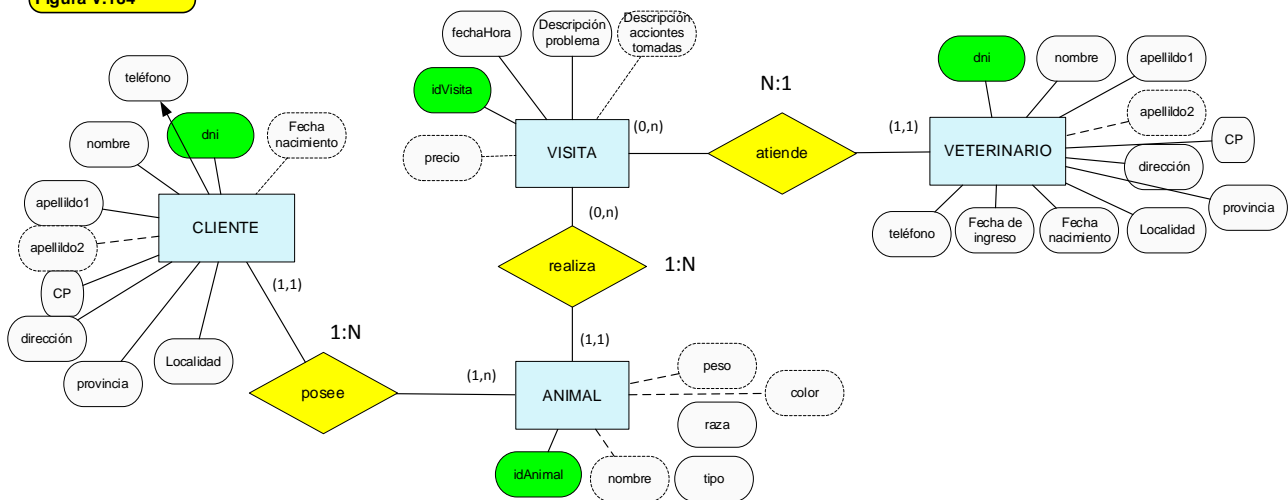 Figura V.184
fechaHora
Descripción
problema
Descripción
acciontes
tomadas
idVisita
precio
VISITA
(0,n)
N:1
atiende
(1,1)
dni
nombre
apellildo1
apellildo2
CP
dirección
provincia
VETERINARIO
teléfono
Fecha de
ingreso
Fecha
nacimiento
Localidad
teléfono
nombre
dni
Fecha
nacimiento
apellildo1
apellildo2
CLIENTE
CP
dirección
provincia
Localidad
(1,1)
1:N
posee
(1,n)
(0,n)
realiza
1:N
(1,1)
ANIMAL
peso
color
raza
idAnimal
nombre
tipo